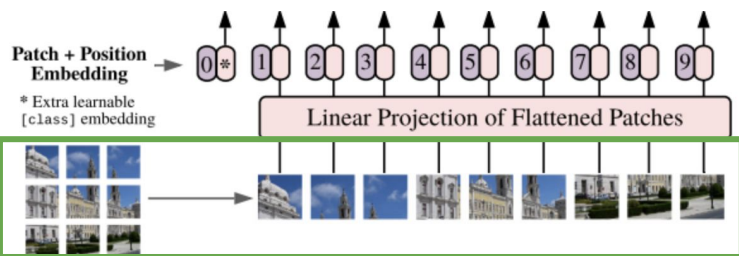 Patch + Position
Embedding
* Extra learnable
[class] embedding
0 * 1 2 3 4 5 6 7 8 9
Linear Projection of Flattened Patches